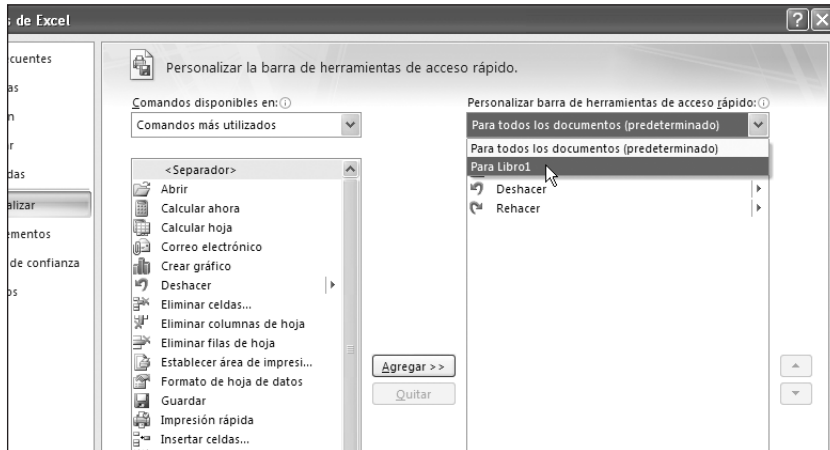 s de Excel
cuentes
as
n
r
das
alizar
ementos
de confianza
os
Personalizar la barra de herramientas de acceso rápido.
Comandos disponibles en:
Comandos más utilizados
<Separador>
Abrir
Calcular ahora
Calcular hoja
Correo electrónico
Crear gráfico
Deshacer
Eliminar celdas...
Eliminar columnas de hoja
Eliminar filas de hoja
Establecer área de impresi...
Formato de hoja de datos
Guardar
Impresión rápida
Insertar celdas...
Agregar >>
Quitar
Personalizar barra de herramientas de acceso rápido:
Para todos los documentos (predeterminado)
Para todos los documentos (predeterminado)
Para Libro1
Deshacer
Rehacer